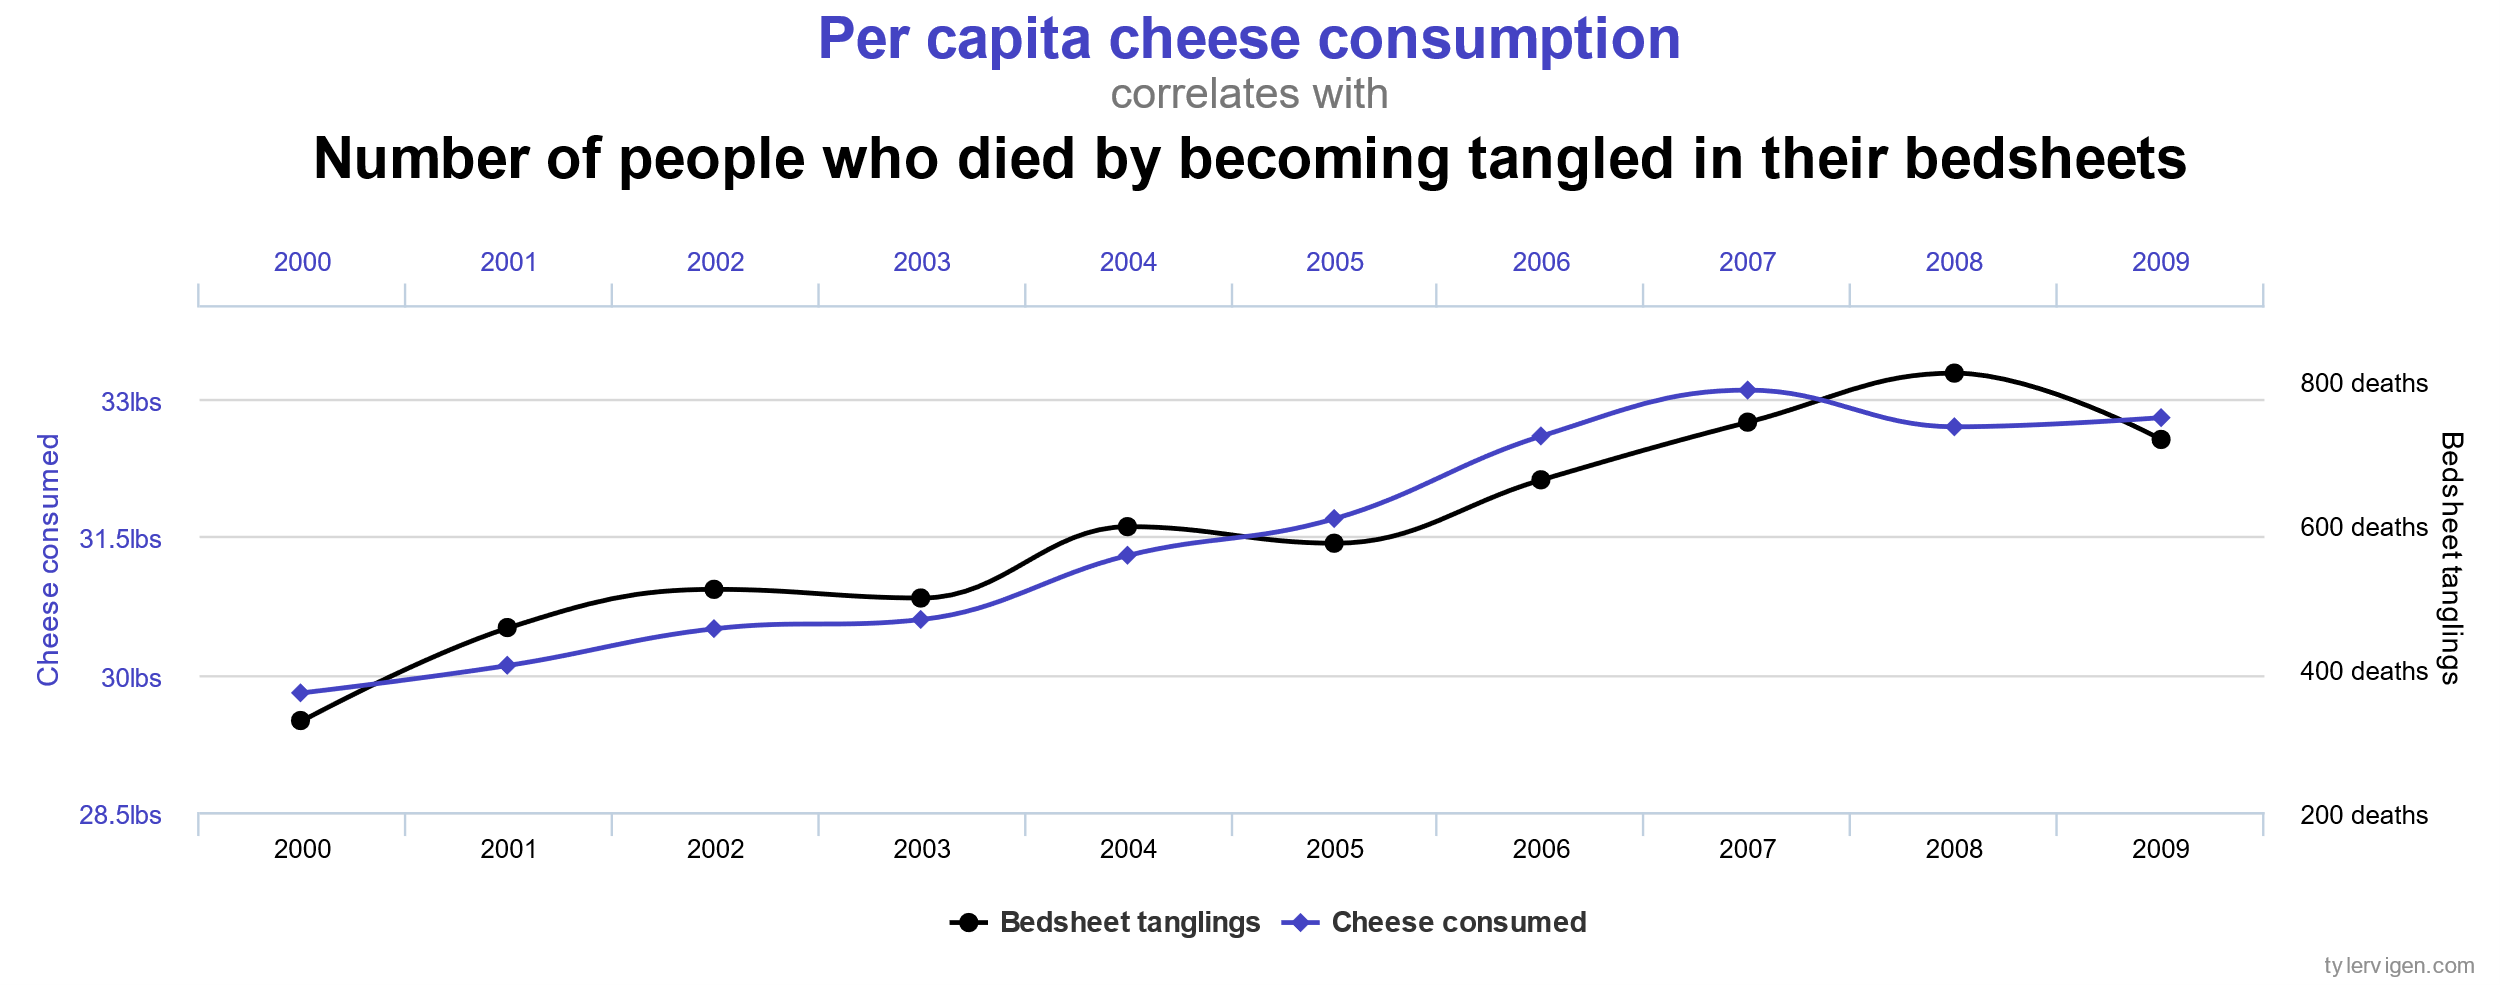 Per capita cheese consumption
correlates with
Number of people who died by becoming tangled in their bedsheets
2000 2001 2002 2003 2004 2005 2006 2007 2008 2009
Cheese consumed
33lbs
31.5lbs
30lbs
28.5lbs
800 deaths
600 deaths
400 deaths
200 deaths
Bedsheet tanglings
2000 2001 2002 2003 2004 2005 2006 2007 2008 2009
Bedsheet tanglings Cheese consumed
tylervigen.com